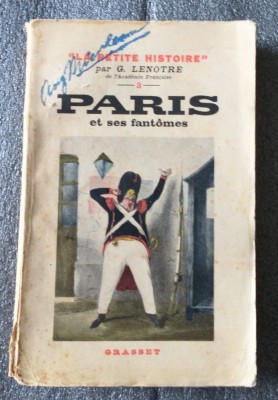 "LA PETITE HISTOIRE"
par G. LENOTRE
de l'Académie Française
3
PARIS
et ses fantômes
GRASSET